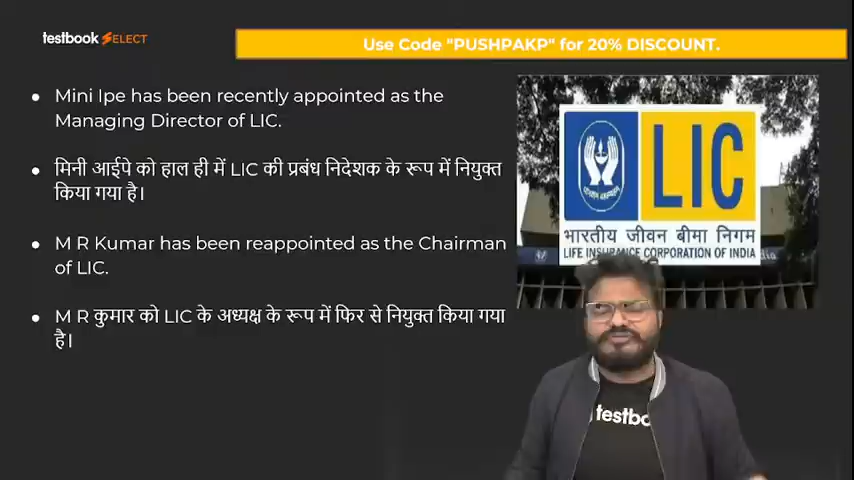 testbook SELECT
Use Code "PUSHPAKP" for 20% DISCOUNT.
Mini Ipe has been recently appointed as the
Managing Director of LIC.
मिनी आईपे को हाल ही में LIC की प्रबंध निदेशक के रूप में नियुक्त
किया गया है।
M R Kumar has been reappointed as the Chairman
of LIC.
M R कुमार को LIC के अध्यक्ष के रूप में फिर से नियुक्त किया गया
है।
LIC
भारतीय जीवन बीमा निगम
LIFE INSURANCE CORPORATION OF INDIA
testbo